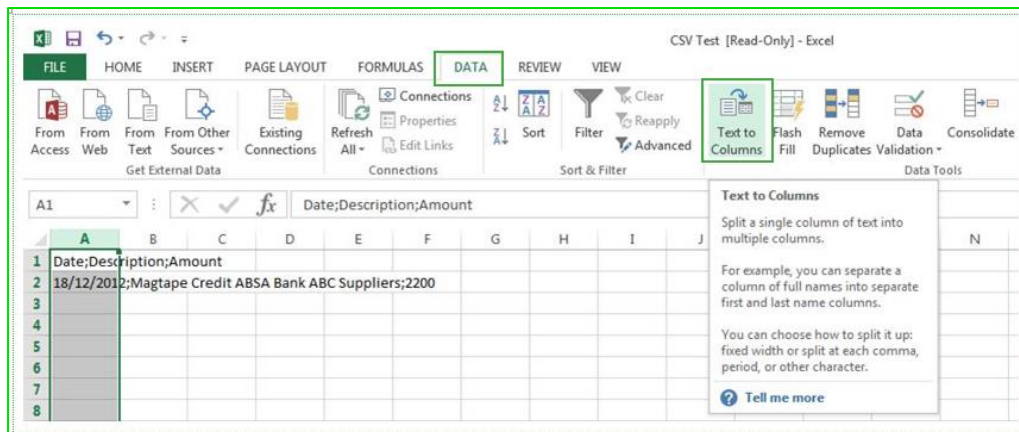 CSV Test [Read-Only] - Excel
FILE HOME INSERT PAGE LAYOUT FORMULAS DATA REVIEW VIEW
From Access
From Web
From Text
From Other Sources
Existing Connections
Get External Data
Refresh All
Connections
Properties
Edit Links
Connections
Sort
Filter
Clear
Reapply
Advanced
Sort & Filter
Text to Columns
Flash Fill
Remove Duplicates
Data Validation
Consolidate
Data Tools
A1 fx Date;Description;Amount
A B C D E F G H I J N
1 Date;Description;Amount
2 18/12/2012;Magtape Credit ABSA Bank ABC Suppliers;2200
3
4
5
6
7
8
Text to Columns
Split a single column of text into
multiple columns.
For example, you can separate a
column of full names into separate
first and last name columns.
You can choose how to split it up:
fixed width or split at each comma,
period, or other character.
Tell me more